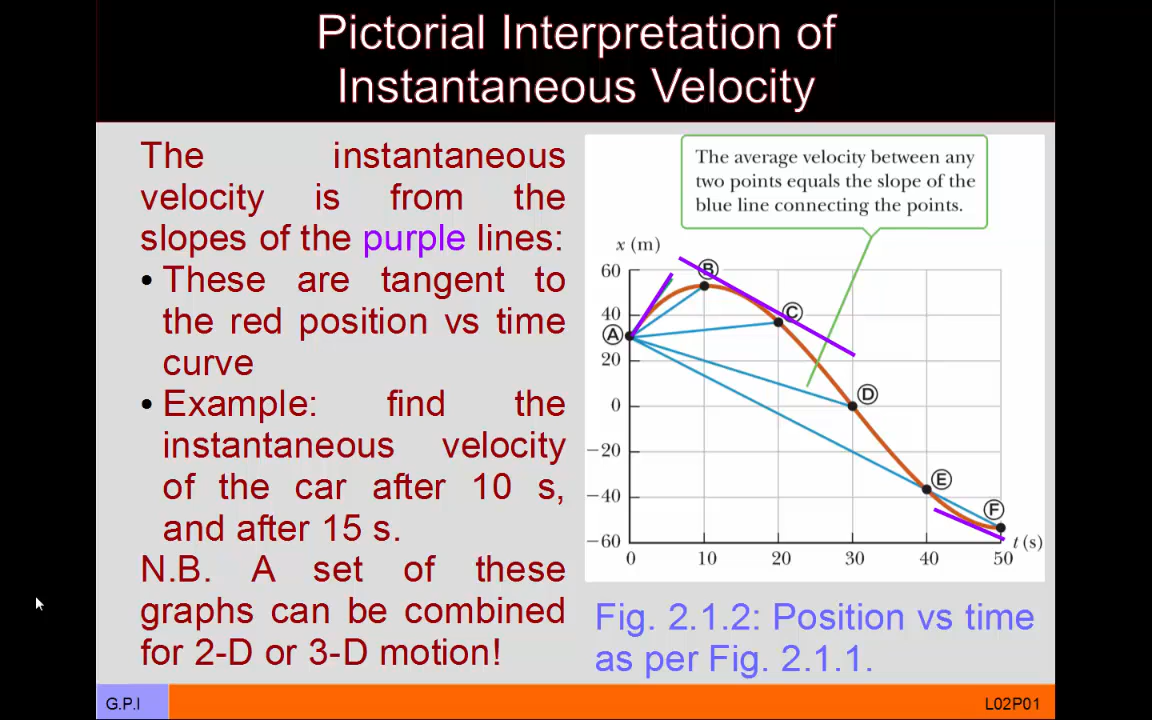 Pictorial Interpretation of
Instantaneous Velocity
The instantaneous
velocity is from the
slopes of the purple lines:
• These are tangent to
the red position vs time
curve
• Example: find the
instantaneous velocity
of the car after 10 s,
and after 15 s.
N.B. A set of these
graphs can be combined
for 2-D or 3-D motion!
The average velocity between any
two points equals the slope of the
blue line connecting the points.
x (m)
60
40
20
0
−20
−40
−60
A
B
C
D
E
F
0 10 20 30 40 50 t (s)
Fig. 2.1.2: Position vs time
as per Fig. 2.1.1.
G.P.I
L02P01